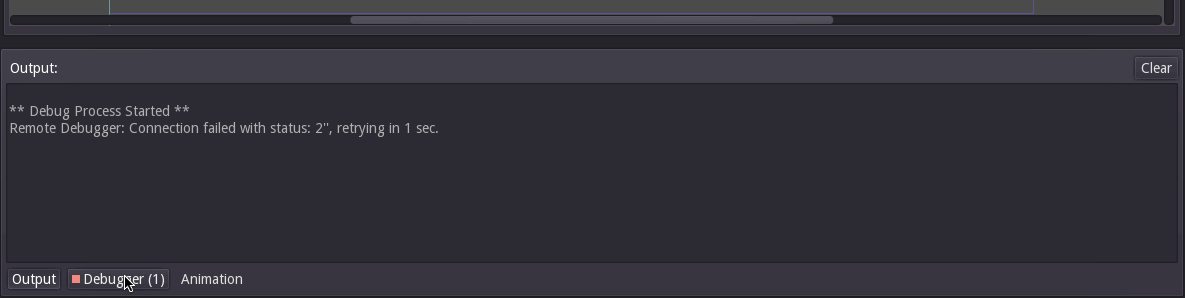 Output:
Clear
** Debug Process Started **
Remote Debugger: Connection failed with status: 2'', retrying in 1 sec.
Output
Debugger (1)
Animation